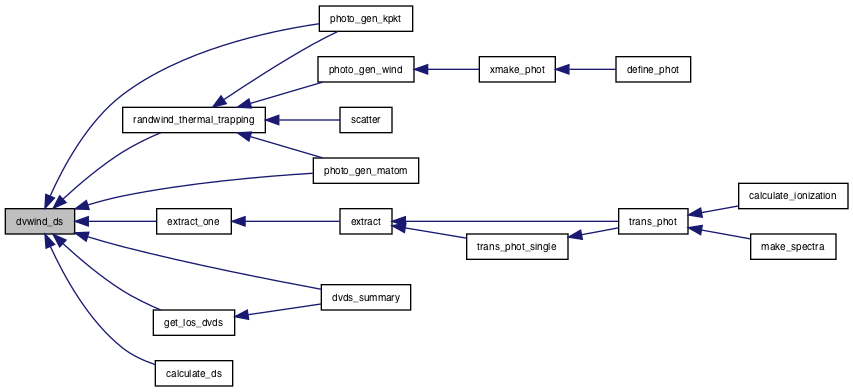 photo_gen_kpkt
photo_gen_wind
xmake_phot
define_phot
randwind_thermal_trapping
scatter
photo_gen_matom
calculate_ionization
dvwind_ds
extract_one
extract
trans_phot
trans_phot_single
make_spectra
dvds_summary
get_los_dvds
calculate_ds